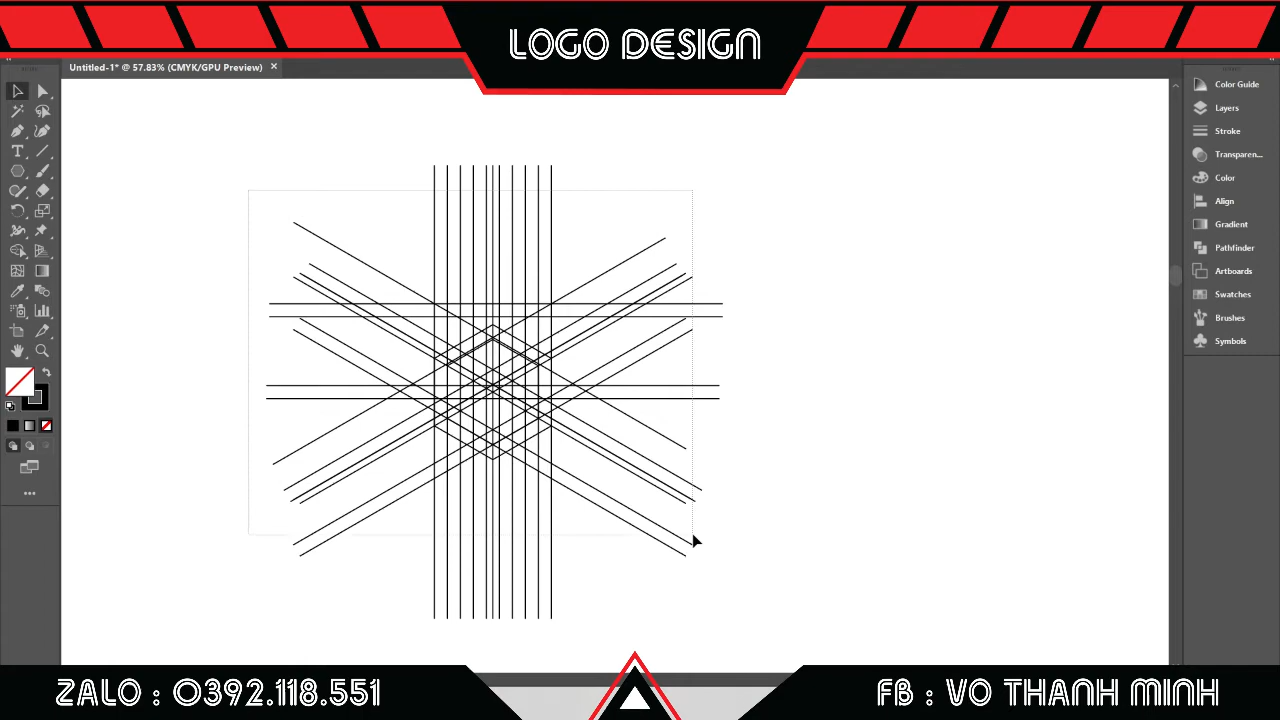 LOGO DESIGN
Untitled-1* @ 57.83% (CMYK/GPU Preview)
Color Guide
Layers
Stroke
Transparen...
Color
Align
Gradient
Pathfinder
Artboards
Swatches
Brushes
Symbols
ZALO : 0392.118.551
FB : VO THANH MINH